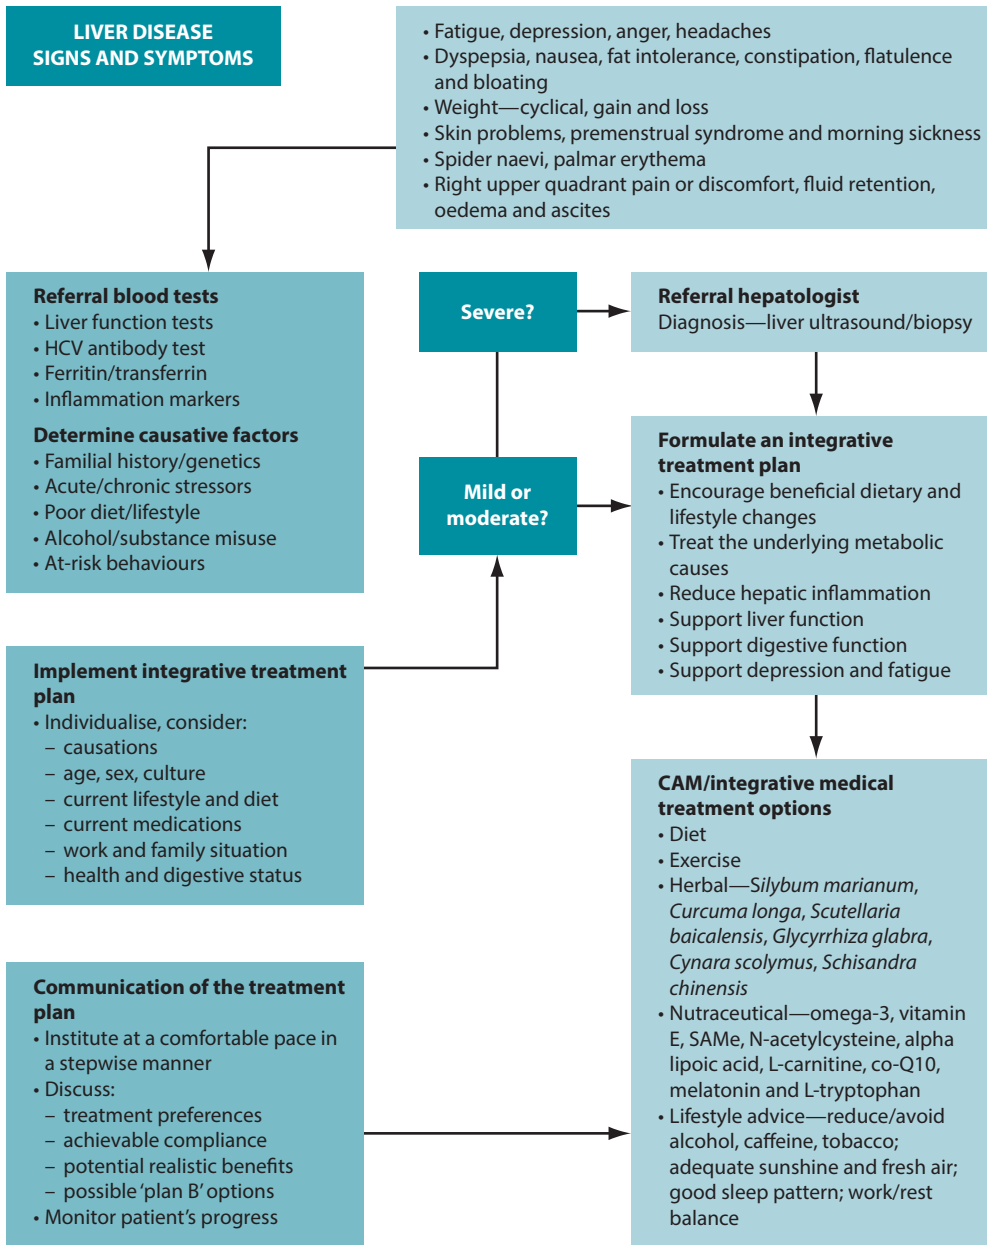 LIVER DISEASE
SIGNS AND SYMPTOMS
• Fatigue, depression, anger, headaches
• Dyspepsia, nausea, fat intolerance, constipation, flatulence
and bloating
• Weight—cyclical, gain and loss
• Skin problems, premenstrual syndrome and morning sickness
• Spider naevi, palmar erythema
• Right upper quadrant pain or discomfort, fluid retention,
oedema and ascites
Referral blood tests
• Liver function tests
• HCV antibody test
• Ferritin/transferrin
• Inflammation markers
Determine causative factors
• Familial history/genetics
• Acute/chronic stressors
• Poor diet/lifestyle
• Alcohol/substance misuse
• At-risk behaviours
Severe?
Referral hepatologist
Diagnosis—liver ultrasound/biopsy
Mild or
moderate?
Formulate an integrative
treatment plan
• Encourage beneficial dietary and
lifestyle changes
• Treat the underlying metabolic
causes
• Reduce hepatic inflammation
• Support liver function
• Support digestive function
• Support depression and fatigue
Implement integrative treatment
plan
• Individualise, consider:
– causations
– age, sex, culture
– current lifestyle and diet
– current medications
– work and family situation
– health and digestive status
CAM/integrative medical
treatment options
• Diet
• Exercise
• Herbal—Silybum marianum,
Curcuma longa, Scutellaria
baicalensis, Glycyrrhiza glabra,
Cynara scolymus, Schisandra
chinensis
• Nutraceutical—omega-3, vitamin
E, SAMe, N-acetylcysteine, alpha
lipoic acid, L-carnitine, co-Q10,
melatonin and L-tryptophan
• Lifestyle advice—reduce/avoid
alcohol, caffeine, tobacco;
adequate sunshine and fresh air;
good sleep pattern; work/rest
balance
Communication of the treatment
plan
• Institute at a comfortable pace in
a stepwise manner
• Discuss:
– treatment preferences
– achievable compliance
– potential realistic benefits
– possible ‘plan B’ options
• Monitor patient’s progress